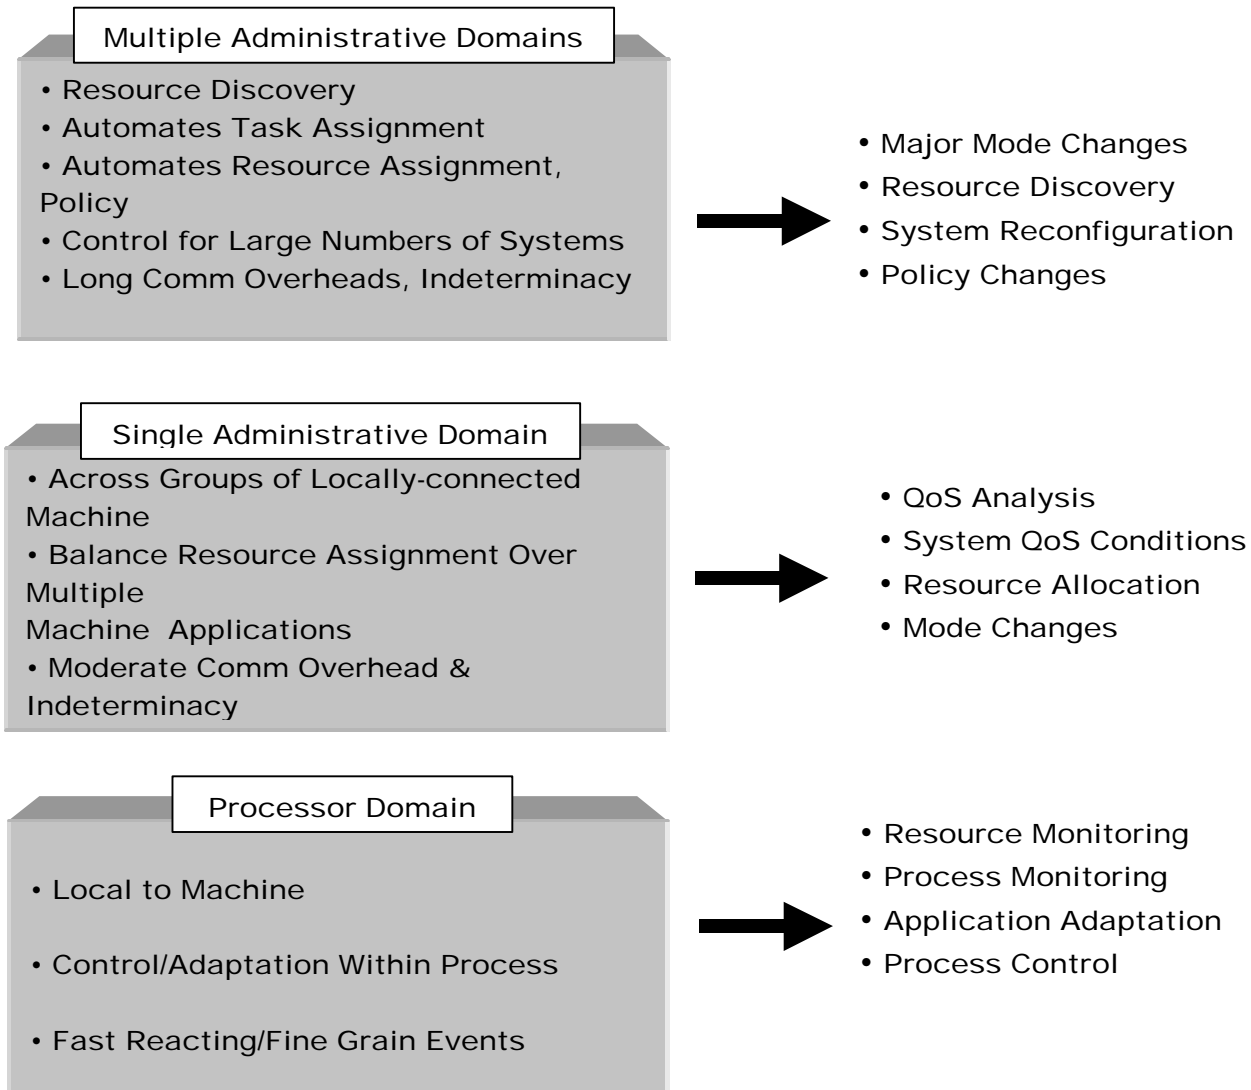 Multiple Administrative Domains
• Resource Discovery
• Automates Task Assignment
• Automates Resource Assignment,
Policy
• Control for Large Numbers of Systems
• Long Comm Overheads, Indeterminacy
• Major Mode Changes
• Resource Discovery
• System Reconfiguration
• Policy Changes
Single Administrative Domain
• Across Groups of Locally-connected
Machine
• Balance Resource Assignment Over
Multiple
Machine Applications
• Moderate Comm Overhead &
Indeterminacy
• QoS Analysis
• System QoS Conditions
• Resource Allocation
• Mode Changes
Processor Domain
• Local to Machine
• Control/Adaptation Within Process
• Fast Reacting/Fine Grain Events
• Resource Monitoring
• Process Monitoring
• Application Adaptation
• Process Control